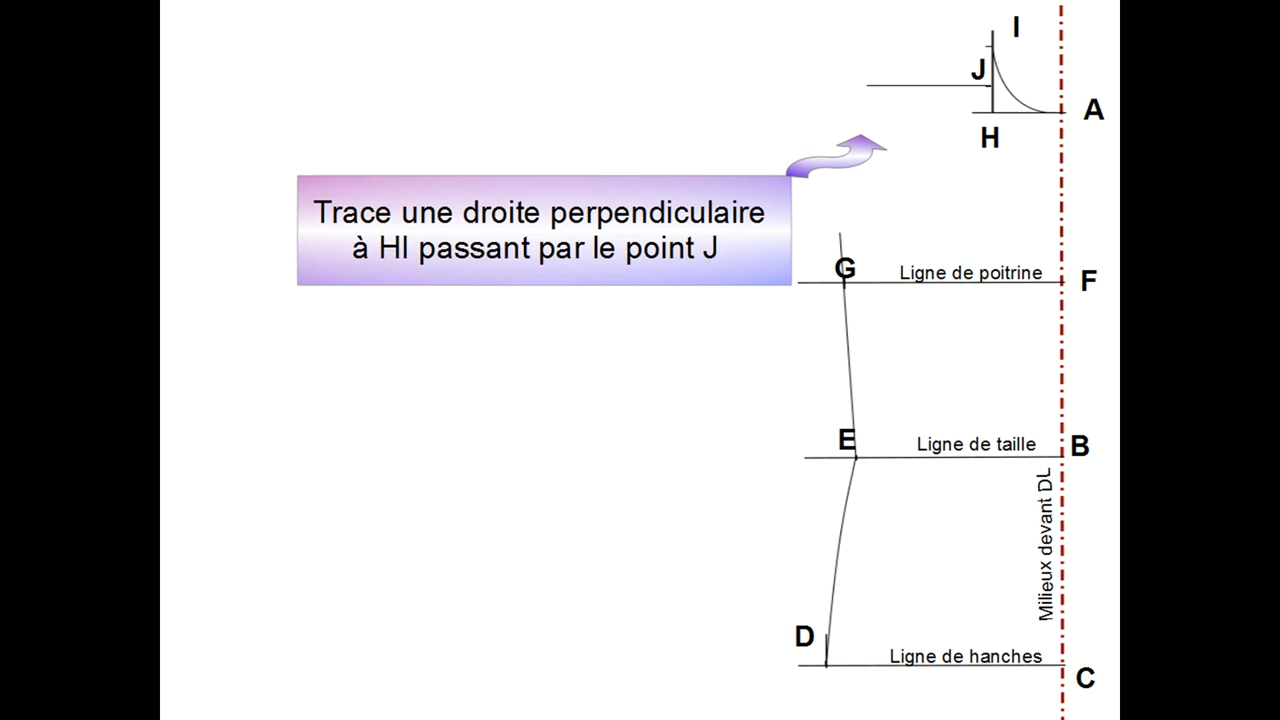 I
J
A
H
Trace une droite perpendiculaire
à HI passant par le point J
G
Ligne de poitrine
F
E
Ligne de taille
B
Milieux devant DL
D
Ligne de hanches
C